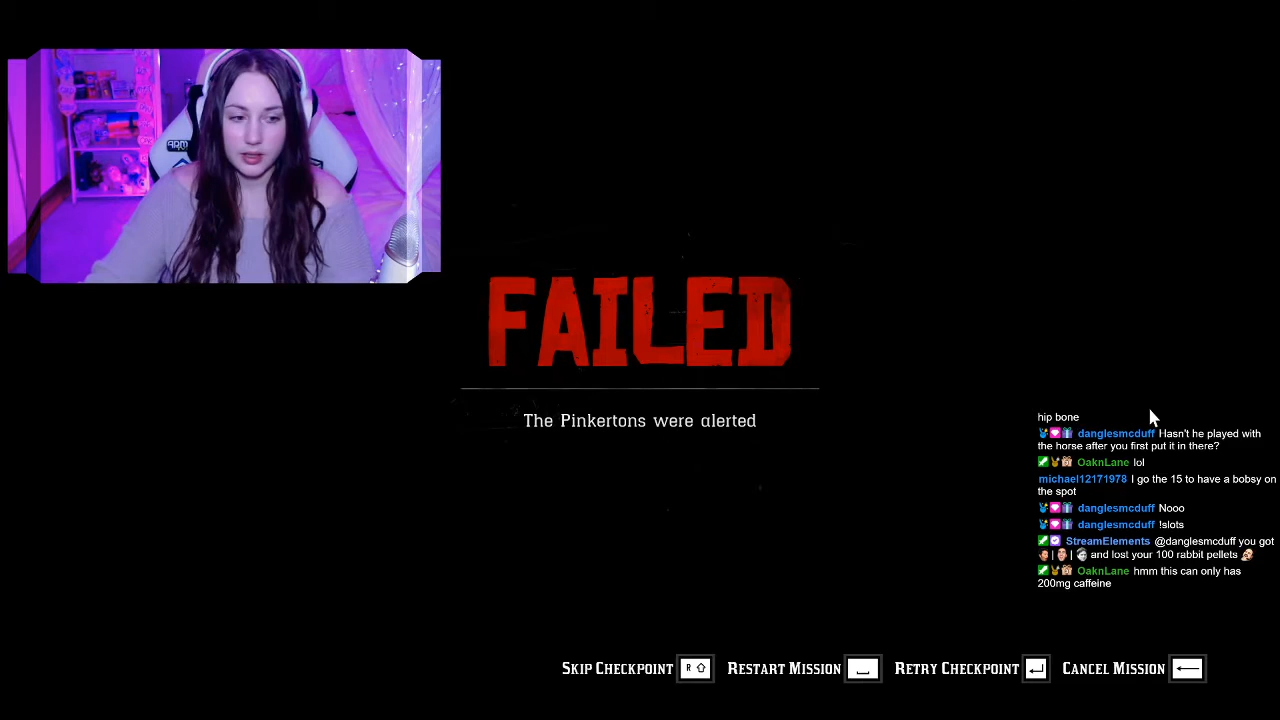 FAILED
The Pinkertons were alerted
hip bone
danglesmcduff Hasn't he played with
the horse after you first put it in there?
OaknLane lol
michael12171978 I go the 15 to have a bobsy on
the spot
danglesmcduff Nooo
danglesmcduff !slots
StreamElements @danglesmcduff you got
| | and lost your 100 rabbit pellets
OaknLane hmm this can only has
200mg caffeine
SKIP CHECKPOINT R RESTART MISSION RETRY CHECKPOINT CANCEL MISSION